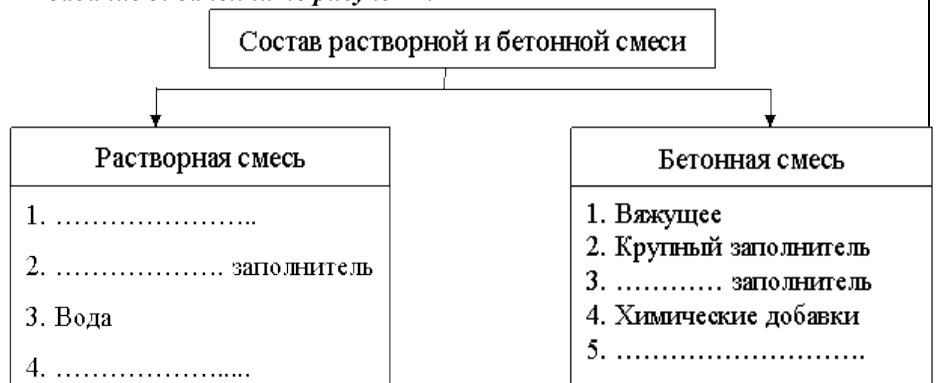 Состав растворной и бетонной смеси
Растворная смесь
1. …………………..
2. ………………. заполнитель
3. Вода
4. ………………......
Бетонная смесь
1. Вяжущее
2. Крупный заполнитель
3. ………… заполнитель
4. Химические добавки
5. …………………….